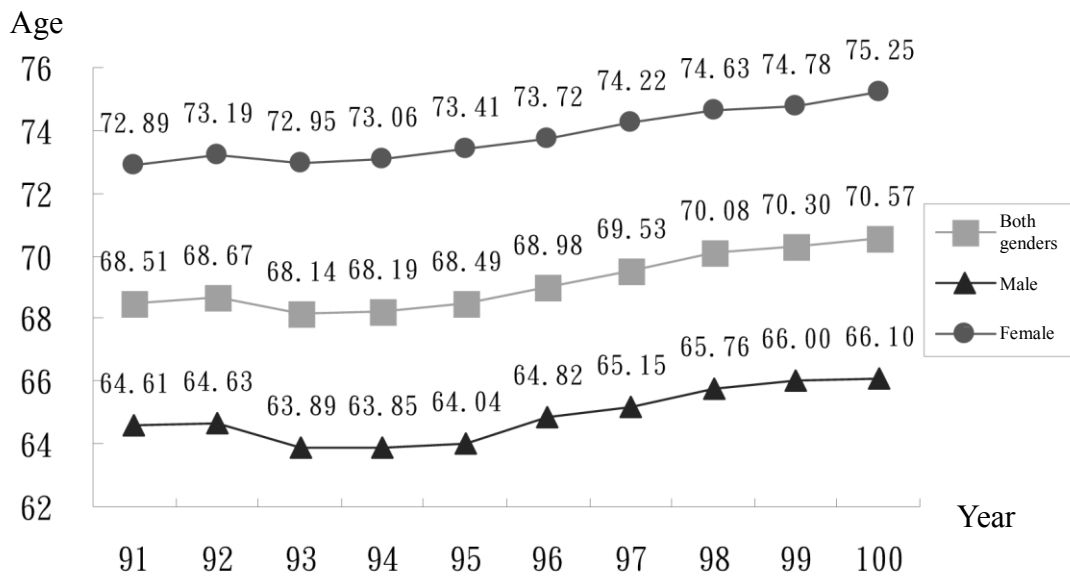 Age
76
74
72
70
68
66
64
62
72.89 73.19 72.95 73.06 73.41 73.72 74.22 74.63 74.78 75.25
68.51 68.67 68.14 68.19 68.49 68.98 69.53 70.08 70.30 70.57
64.61 64.63 63.89 63.85 64.04 64.82 65.15 65.76 66.00 66.10
91 92 93 94 95 96 97 98 99 100
Year
Both
genders
Male
Female